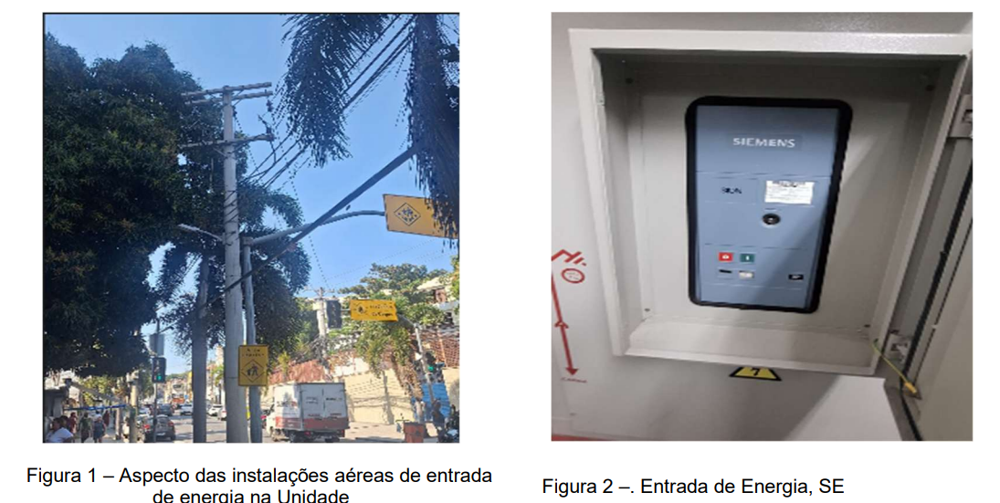 SIEMENS
Figura 1 – Aspecto das instalações aéreas de entrada
de energia na Unidade
Figura 2 –. Entrada de Energia, SE